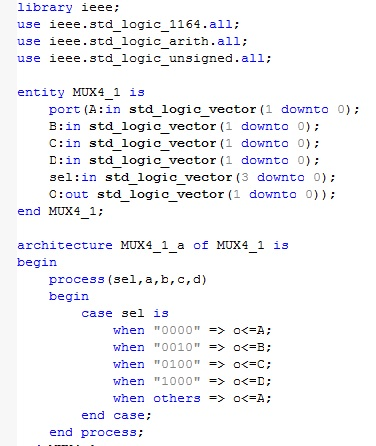 library ieee;
use ieee.std_logic_1164.all;
use ieee.std_logic_arith.all;
use ieee.std_logic_unsigned.all;
entity MUX4_1 is
port(A:in std_logic_vector(1 downto 0);
B:in std_logic_vector(1 downto 0);
C:in std_logic_vector(1 downto 0);
D:in std_logic_vector(1 downto 0);
sel:in std_logic_vector(3 downto 0);
O:out std_logic_vector(1 downto 0));
end MUX4_1;
architecture MUX4_1_a of MUX4_1 is
begin
process(sel,a,b,c,d)
begin
case sel is
when "0000" => o<=A;
when "0010" => o<=B;
when "0100" => o<=C;
when "1000" => o<=D;
when others => o<=A;
end case;
end process;